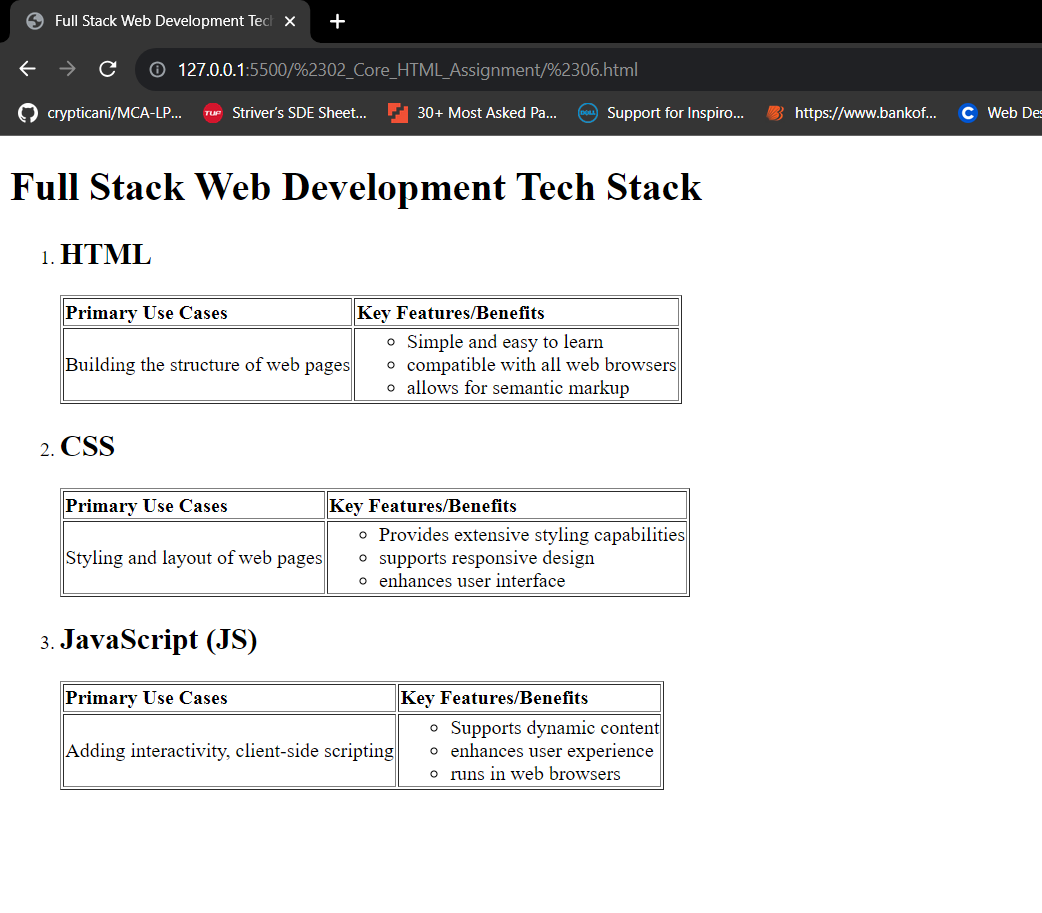 Full Stack Web Development Tech
127.0.0.1:5500/%2302_Core_HTML_Assignment/%2306.html
crypticani/MCA-LP... TUF Striver's SDE Sheet... 30+ Most Asked Pa... DELL Support for Inspiro... https://www.bankof... Web Des
Full Stack Web Development Tech Stack
1. HTML
Primary Use Cases Key Features/Benefits
Building the structure of web pages
Simple and easy to learn
compatible with all web browsers
allows for semantic markup
2. CSS
Primary Use Cases Key Features/Benefits
Styling and layout of web pages
Provides extensive styling capabilities
supports responsive design
enhances user interface
3. JavaScript (JS)
Primary Use Cases Key Features/Benefits
Adding interactivity, client-side scripting
Supports dynamic content
enhances user experience
runs in web browsers